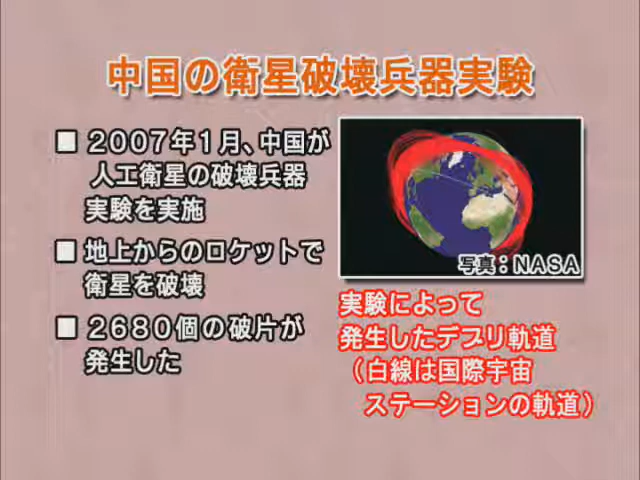 中国の衛星破壊兵器実験
■ 2007年1月、中国が
人工衛星の破壊兵器
実験を実施
■ 地上からのロケットで
衛星を破壊
■ 2680個の破片が
発生した
写真：NASA
実験によって
発生したデブリ軌道
（白線は国際宇宙
ステーションの軌道）